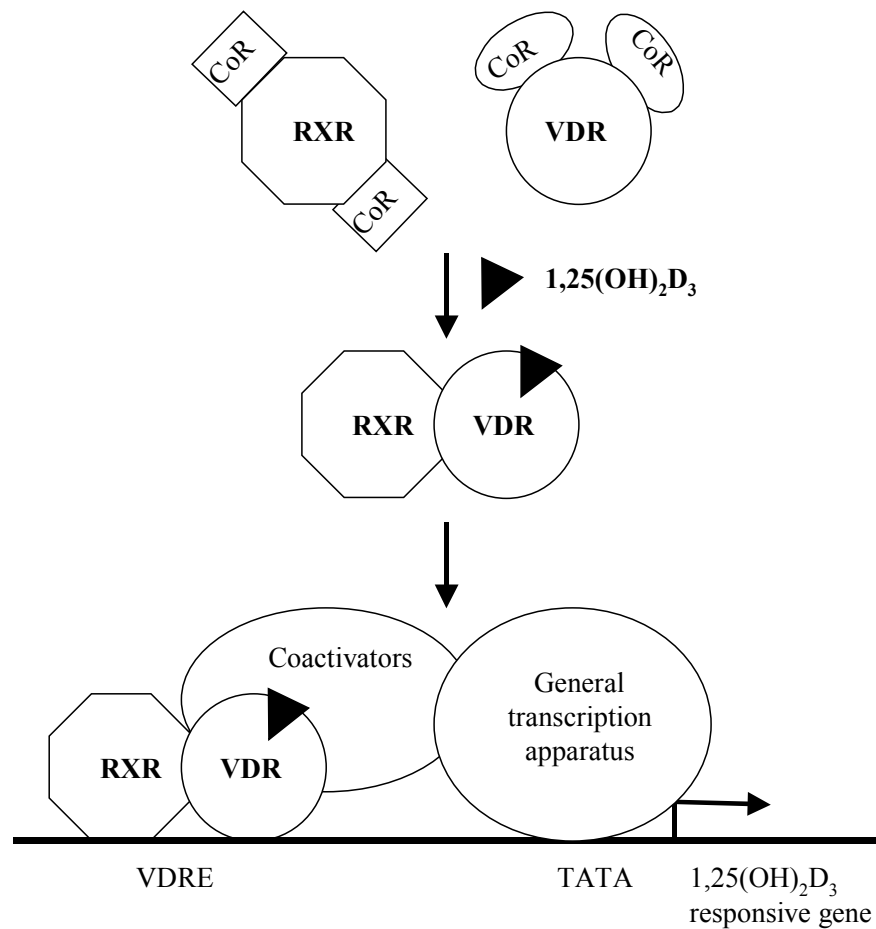 CoR
CoR
CoR
RXR
VDR
CoR
1,25(OH)₂D₃
RXR
VDR
Coactivators
General
transcription
apparatus
RXR
VDR
VDRE
TATA
1,25(OH)₂D₃
responsive gene